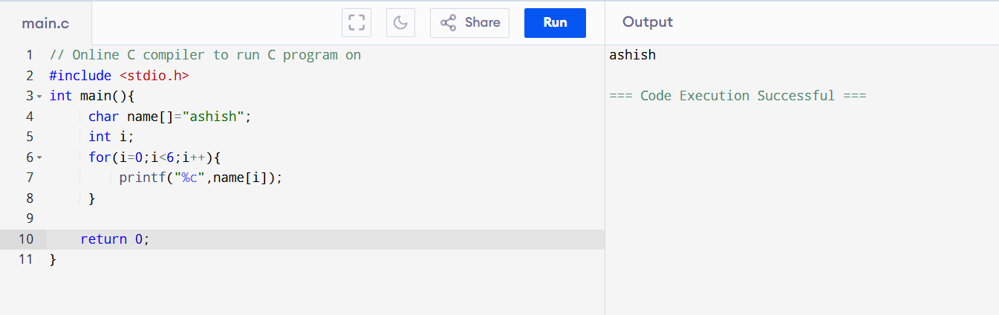 main.c
Share
Run
Output
1 // Online C compiler to run C program on
2 #include <stdio.h>
3 int main(){
4 char name[]="ashish";
5 int i;
6 for(i=0;i<6;i++){
7 printf("%c",name[i]);
8 }
9
10 return 0;
11 }
ashish
=== Code Execution Successful ===